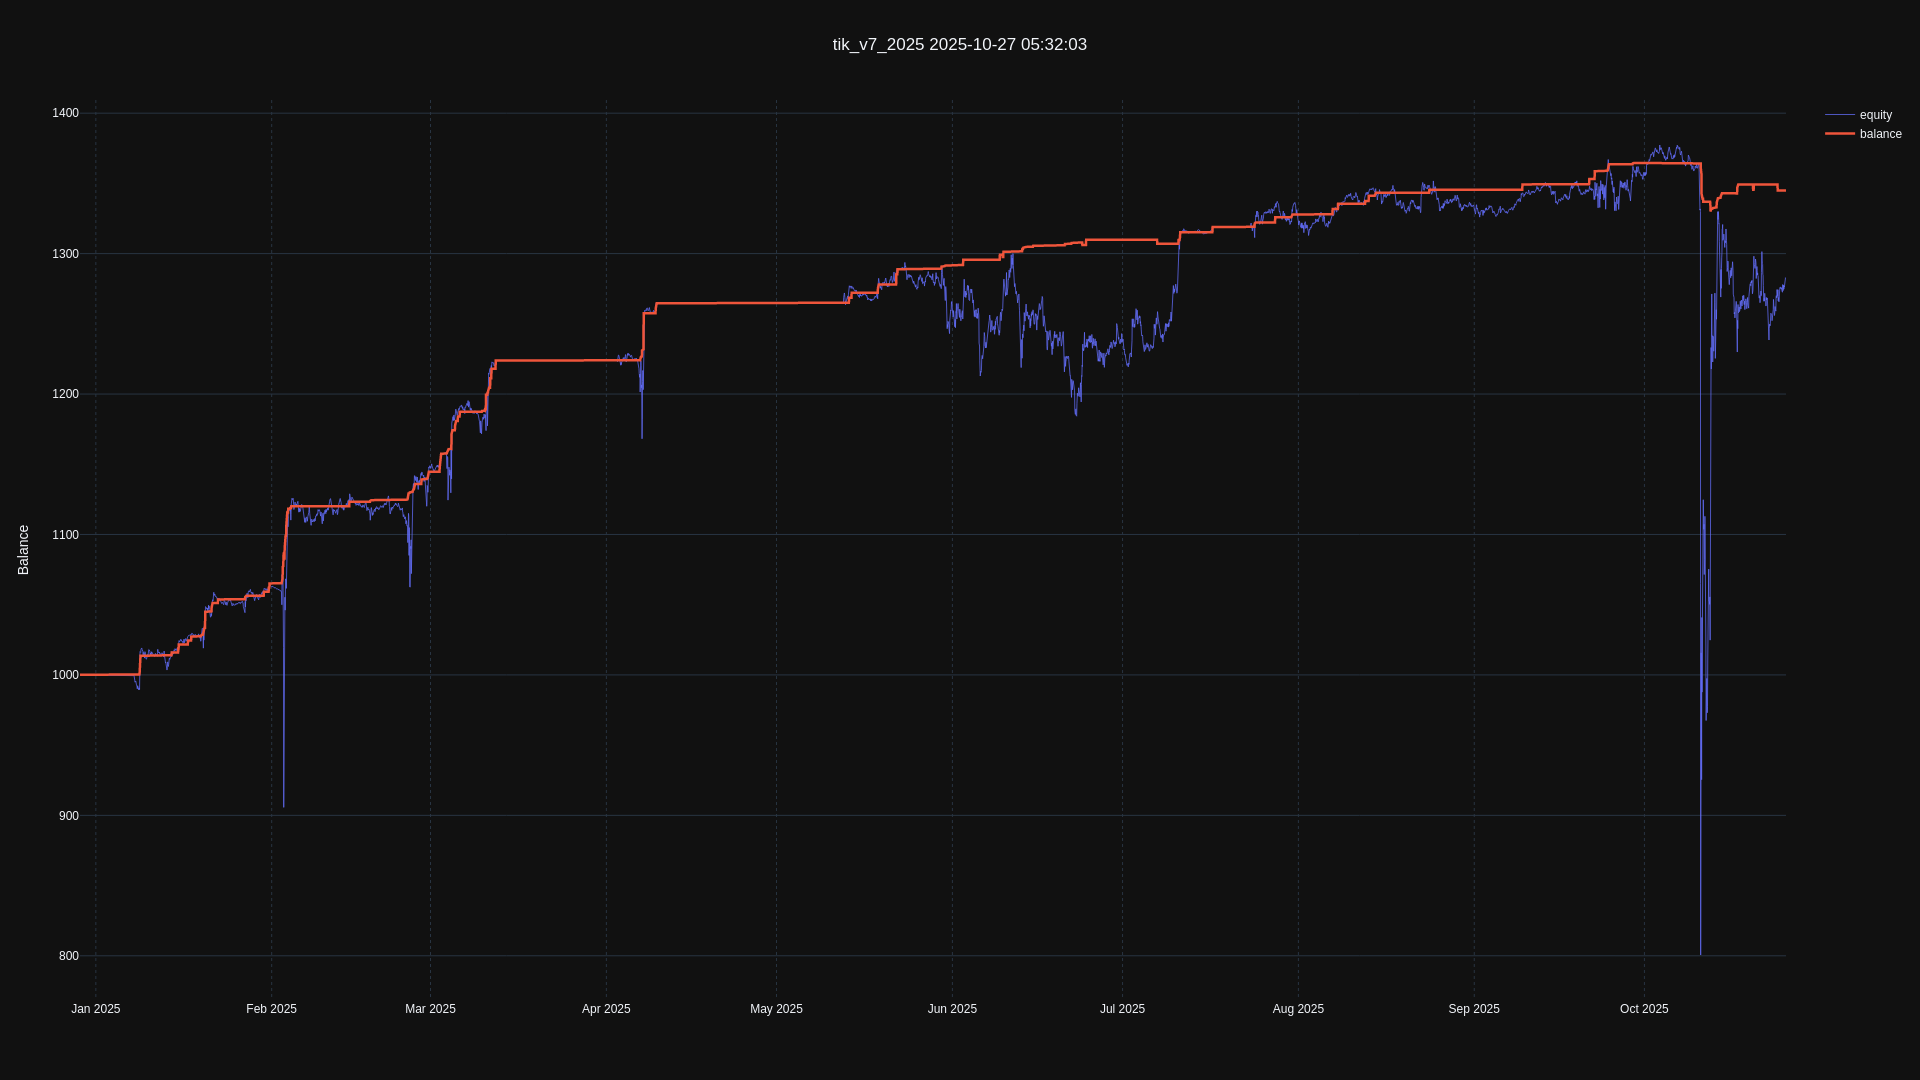 tik_v7_2025 2025-10-27 05:32:03
equity
balance
Balance
1400
1300
1200
1100
1000
900
800
Jan 2025
Feb 2025
Mar 2025
Apr 2025
May 2025
Jun 2025
Jul 2025
Aug 2025
Sep 2025
Oct 2025